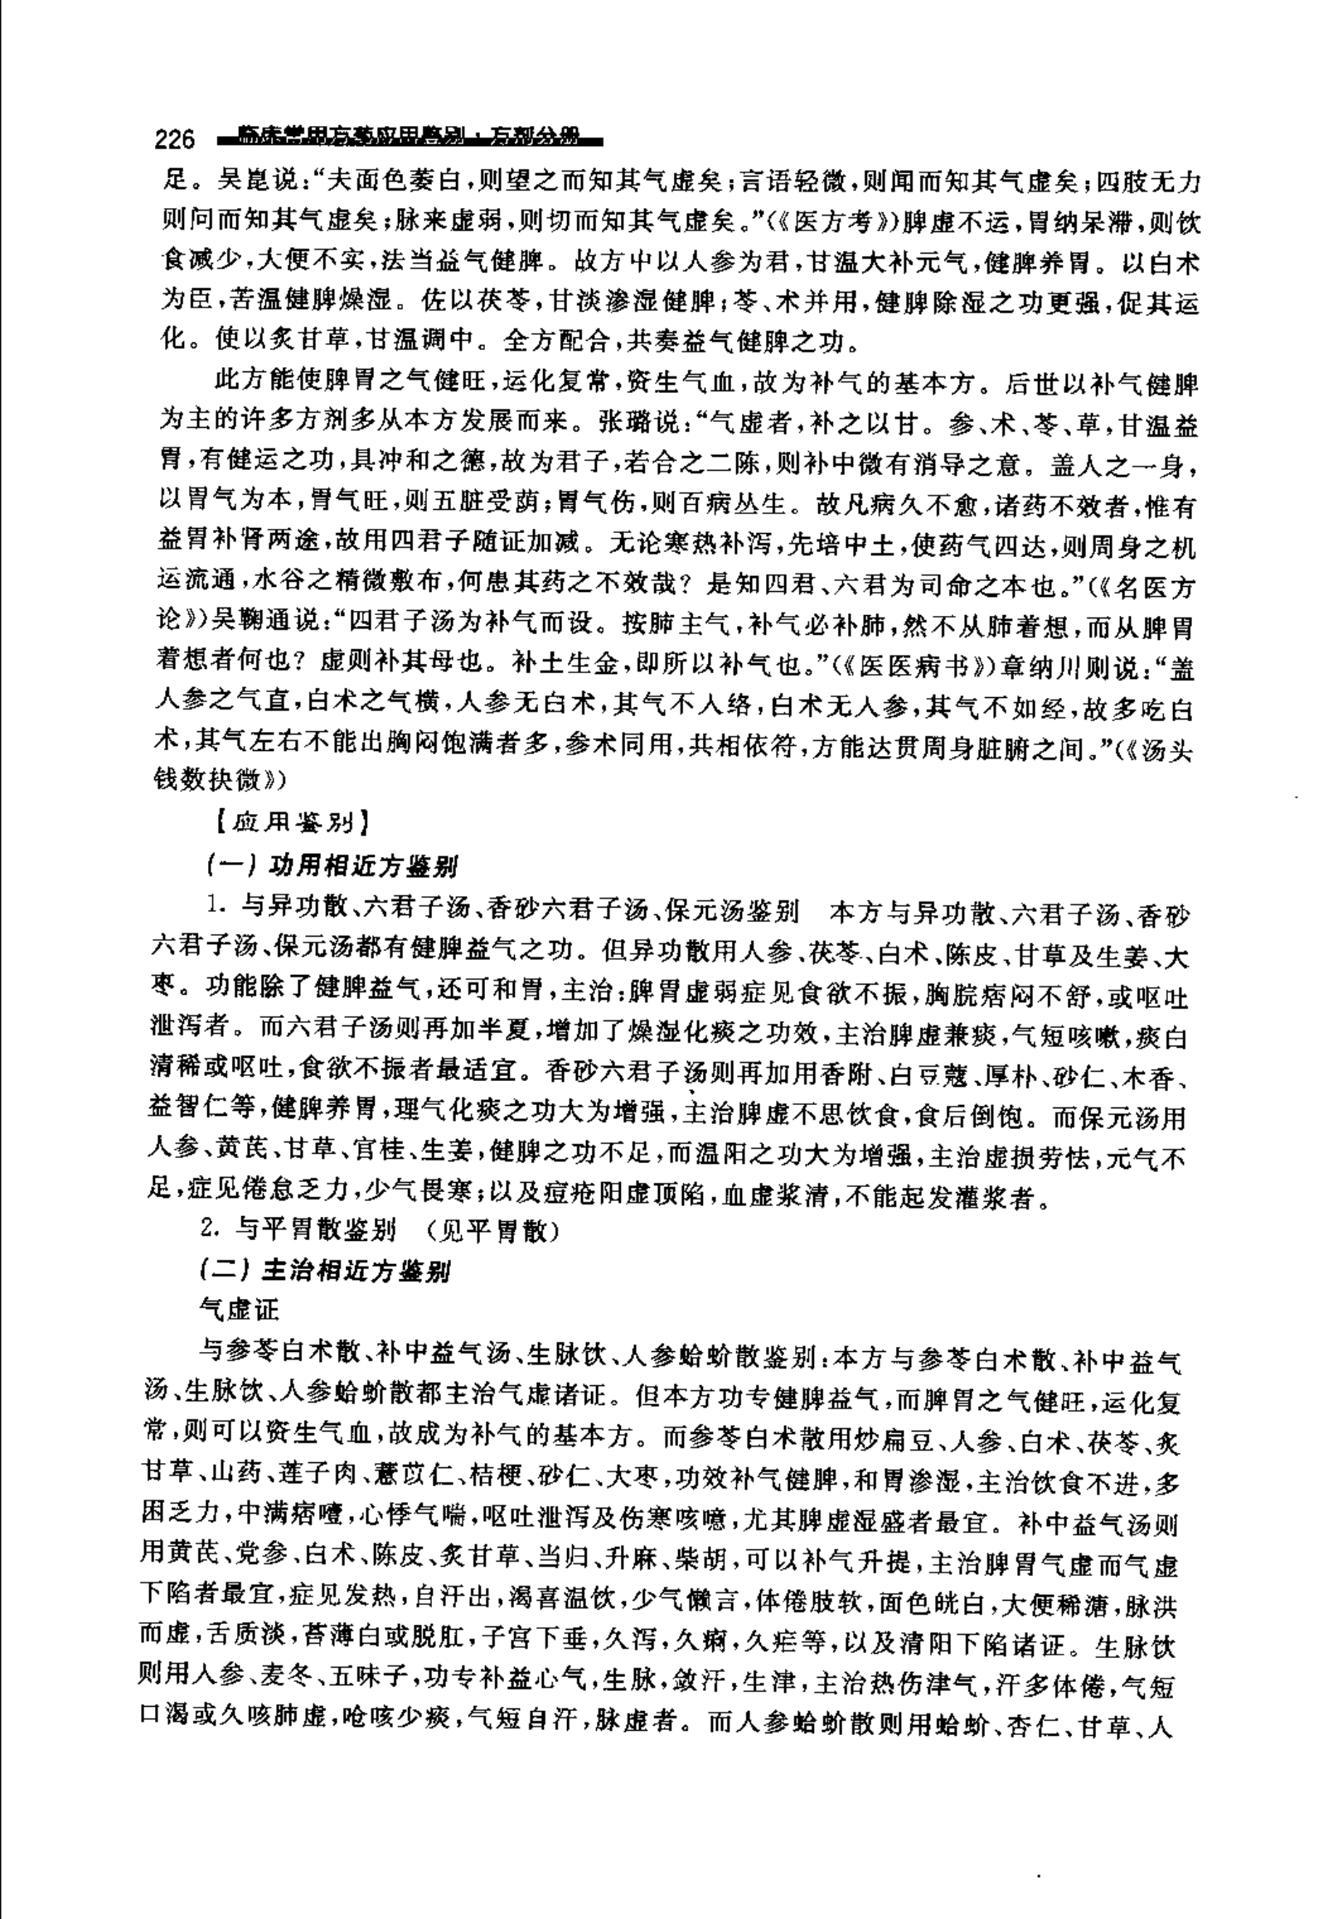 226 临床常用方药应用鉴别·方剂分册
足。吴崑说：“夫面色萎白，则望之而知其气虚矣；言语轻微，则闻而知其气虚矣；四肢无力
则问而知其气虚矣；脉来虚弱，则切而知其气虚矣。”（《医方考》）脾虚不运，胃纳呆滞，则饮
食减少，大便不实，法当益气健脾。故方中以人参为君，甘温大补元气，健脾养胃。以白术
为臣，苦温健脾燥湿。佐以茯苓，甘淡渗湿健脾；苓、术并用，健脾除湿之功更强，促其运
化。使以炙甘草，甘温调中。全方配合，共奏益气健脾之功。
此方能使脾胃之气健旺，运化复常，资生气血，故为补气的基本方。后世以补气健脾
为主的许多方剂多从本方发展而来。张璐说：“气虚者，补之以甘。参、术、苓、草，甘温益
胃，有健运之功，具冲和之德，故为君子，若合之二陈，则补中微有消导之意。盖人之一身，
以胃气为本，胃气旺，则五脏受荫；胃气伤，则百病丛生。故凡病久不愈，诸药不效者，惟有
益胃补肾两途，故用四君子随证加减。无论寒热补泻，先培中土，使药气四达，则周身之机
运流通，水谷之精微敷布，何患其药之不效哉？是知四君、六君为司命之本也。”（《名医方
论》）吴鞠通说：“四君子汤为补气而设。按肺主气，补气必补肺，然不从肺着想，而从脾胃
着想者何也？虚则补其母也。补土生金，即所以补气也。”（《医医病书》）章纳川则说：“盖
人参之气直，白术之气横，人参无白术，其气不入络，白术无人参，其气不如经，故多吃白
术，其气左右不能出胸闷饱满者多，参术同用，共相依符，方能达贯周身脏腑之间。”（《汤头
钱数抉微》）
【应用鉴别】
（一）功用相近方鉴别
1. 与异功散、六君子汤、香砂六君子汤、保元汤鉴别　本方与异功散、六君子汤、香砂
六君子汤、保元汤都有健脾益气之功。但异功散用人参、茯苓、白术、陈皮、甘草及生姜、大
枣。功能除了健脾益气，还可和胃，主治：脾胃虚弱症见食欲不振，胸脘痞闷不舒，或呕吐
泄泻者。而六君子汤则再加半夏，增加了燥湿化痰之功效，主治脾虚兼痰，气短咳嗽，痰白
清稀或呕吐，食欲不振者最适宜。香砂六君子汤则再加用香附、白豆蔻、厚朴、砂仁、木香、
益智仁等，健脾养胃，理气化痰之功大为增强，主治脾虚不思饮食，食后倒饱。而保元汤用
人参、黄芪、甘草、官桂、生姜，健脾之功不足，而温阳之功大为增强，主治虚损劳怯，元气不
足，症见倦怠乏力，少气畏寒；以及痘疮阳虚顶陷，血虚浆清，不能起发灌浆者。
2. 与平胃散鉴别　（见平胃散）
（二）主治相近方鉴别
气虚证
与参苓白术散、补中益气汤、生脉饮、人参蛤蚧散鉴别：本方与参苓白术散、补中益气
汤、生脉饮、人参蛤蚧散都主治气虚诸证。但本方功专健脾益气，而脾胃之气健旺，运化复
常，则可以资生气血，故成为补气的基本方。而参苓白术散用炒扁豆、人参、白术、茯苓、炙
甘草、山药、莲子肉、薏苡仁、桔梗、砂仁、大枣，功效补气健脾，和胃渗湿，主治饮食不进，多
困乏力，中满痞噎，心悸气喘，呕吐泄泻及伤寒咳噫，尤其脾虚湿盛者最宜。补中益气汤则
用黄芪、党参、白术、陈皮、炙甘草、当归、升麻、柴胡，可以补气升提，主治脾胃气虚而气虚
下陷者最宜，症见发热，自汗出，渴喜温饮，少气懒言，体倦肢软，面色㿠白，大便稀溏，脉洪
而虚，舌质淡，苔薄白或脱肛，子宫下垂，久泻，久痢，久疟等，以及清阳下陷诸证。生脉饮
则用人参、麦冬、五味子，功专补益心气，生脉，敛汗，生津，主治热伤津气，汗多体倦，气短
口渴或久咳肺虚，呛咳少痰，气短自汗，脉虚者。而人参蛤蚧散则用蛤蚧、杏仁、甘草、人